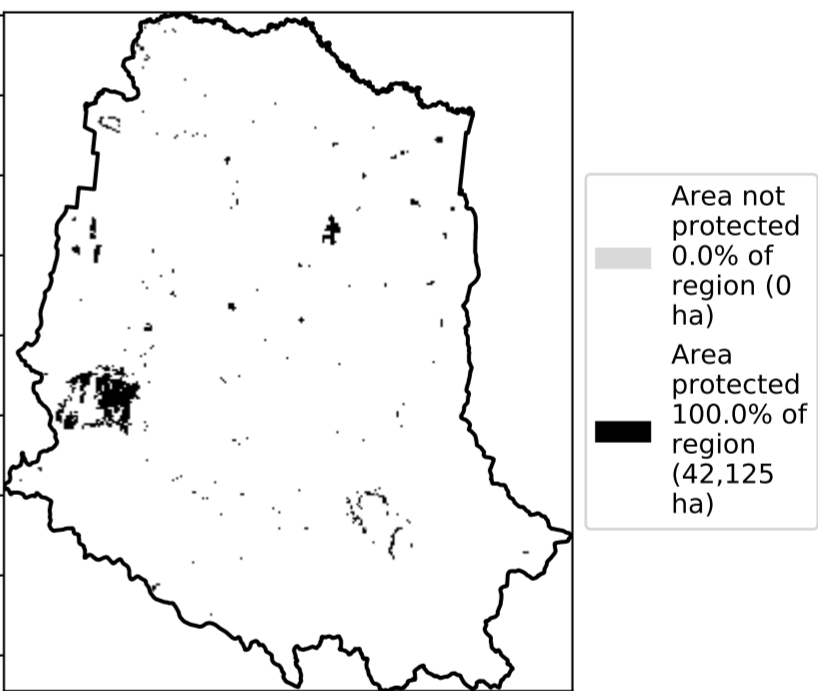 Area not
protected
0.0% of
region (0
ha)
Area
protected
100.0% of
region
(42,125
ha)